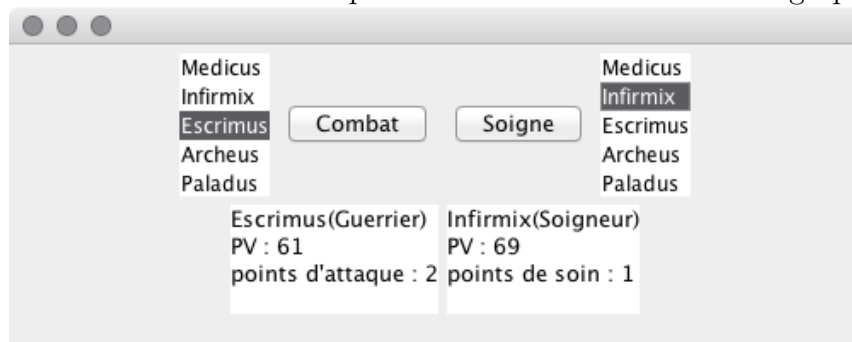 Medicus
Infirmix
Escrimus
Archeus
Paladus
Combat
Soigne
Medicus
Infirmix
Escrimus
Archeus
Paladus
Escrimus(Guerrier)
PV : 61
points d'attaque : 2
Infirmix(Soigneur)
PV : 69
points de soin : 1